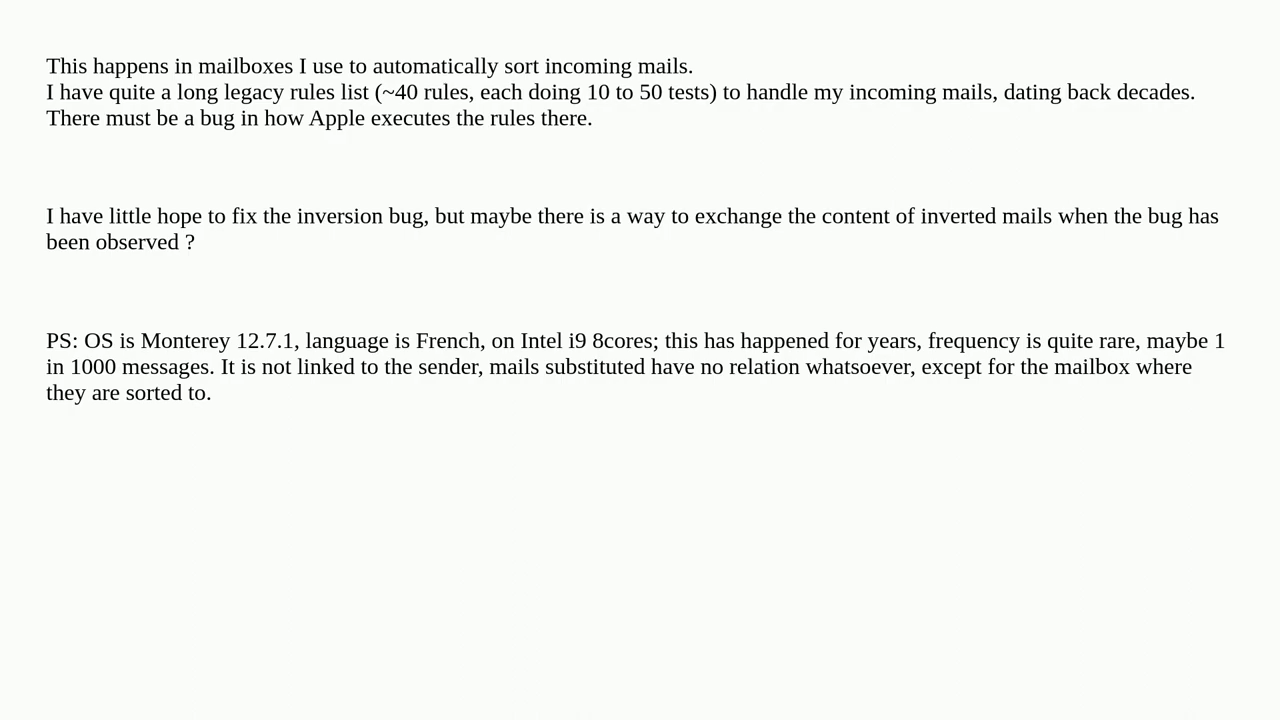 This happens in mailboxes I use to automatically sort incoming mails.
I have quite a long legacy rules list (~40 rules, each doing 10 to 50 tests) to handle my incoming mails, dating back decades.
There must be a bug in how Apple executes the rules there.
I have little hope to fix the inversion bug, but maybe there is a way to exchange the content of inverted mails when the bug has
been observed ?
PS: OS is Monterey 12.7.1, language is French, on Intel i9 8cores; this has happened for years, frequency is quite rare, maybe 1
in 1000 messages. It is not linked to the sender, mails substituted have no relation whatsoever, except for the mailbox where
they are sorted to.